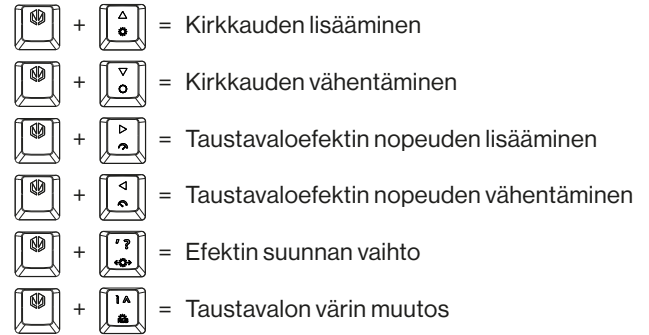 + = Kirkkauden lisääminen
+ = Kirkkauden vähentäminen
+ = Taustavaloefektin nopeuden lisääminen
+ = Taustavaloefektin nopeuden vähentäminen
+ ' ? = Efektin suunnan vaihto
+ = Taustavalon värin muutos